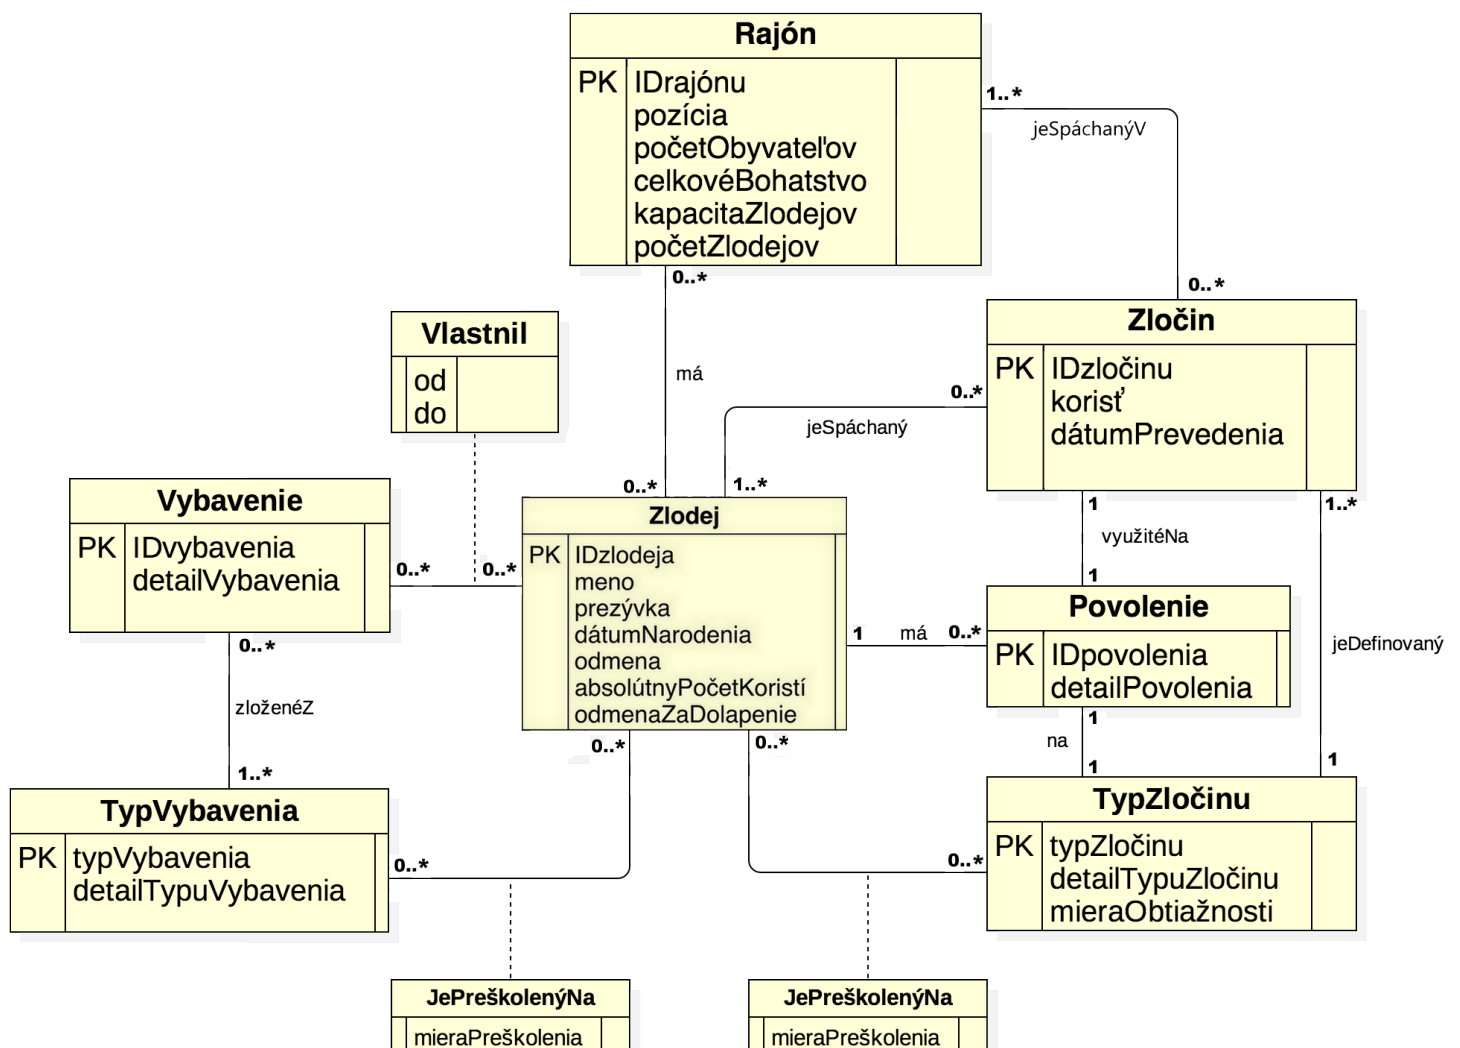 Rajón
PK IDrajónu
pozícia
početObyvateľov
celkovéBohatstvo
kapacitaZlodejov
početZlodejov
1..*
jeSpáchanýV
0..*
0..*
má
0..*
Zločin
PK IDzločinu
korisť
dátumPrevedenia
Vlastnil
od
do
0..*
jeSpáchaný
1..*
Vybavenie
PK IDvybavenia
detailVybavenia
0..* 0..*
Zlodej
PK IDzlodeja
meno
prezývka
dátumNarodenia
odmena
absolútnyPočetKoristí
odmenaZaDolapenie
1
využitéNa
1
1..*
jeDefinovaný
1
1 má 0..*
Povolenie
PK IDpovolenia
detailPovolenia
1
na
1
0..*
zloženéZ
1..*
TypVybavenia
PK typVybavenia
detailTypuVybavenia
0..*
0..*
0..*
0..*
TypZločinu
PK typZločinu
detailTypuZločinu
mieraObtiažnosti
JePreškolenýNa
mieraPreškolenia
JePreškolenýNa
mieraPreškolenia